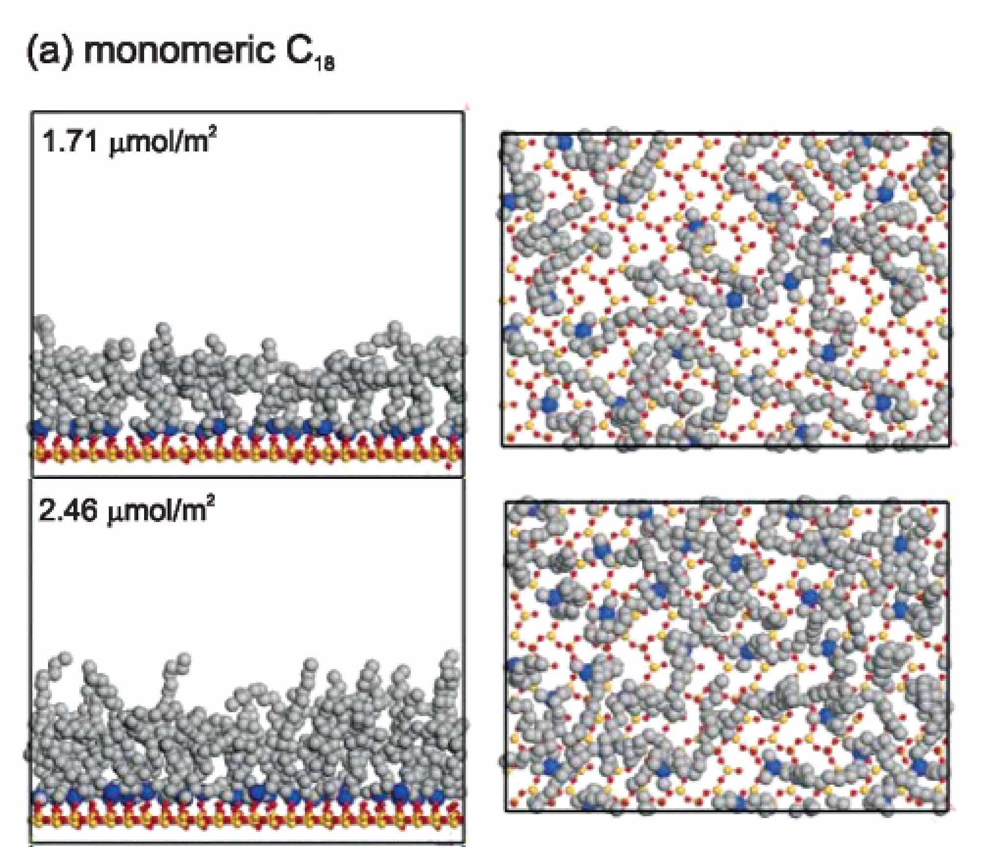 (a) monomeric C₁₈
1.71 μmol/m²
2.46 μmol/m²